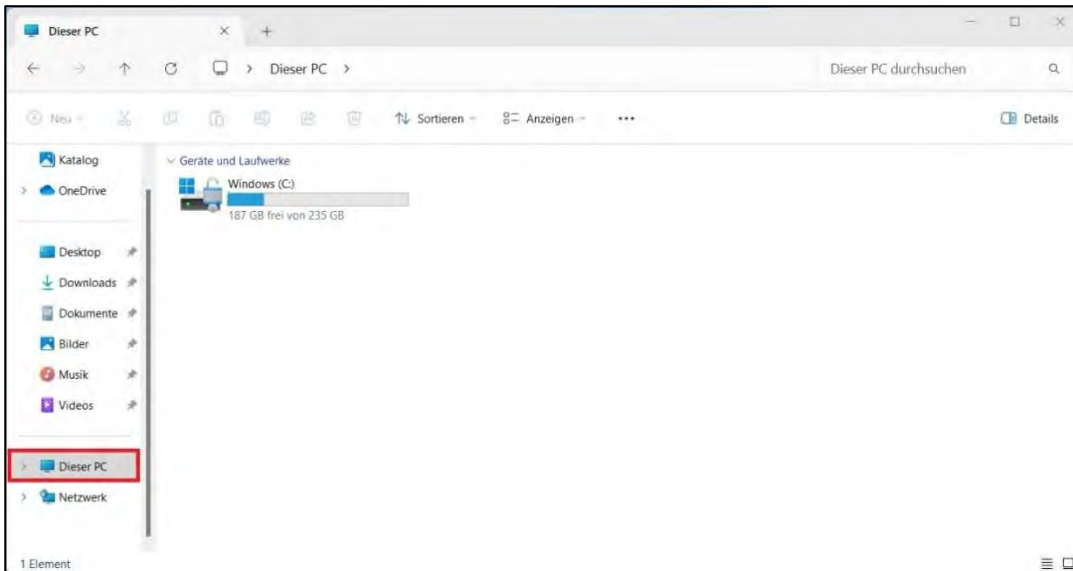 Dieser PC
Dieser PC
Dieser PC durchsuchen
Neu
Sortieren
Anzeigen
Details
Katalog
OneDrive
Desktop
Downloads
Dokumente
Bilder
Musik
Videos
Dieser PC
Netzwerk
Geräte und Laufwerke
Windows (C:)
187 GB frei von 235 GB
1 Element